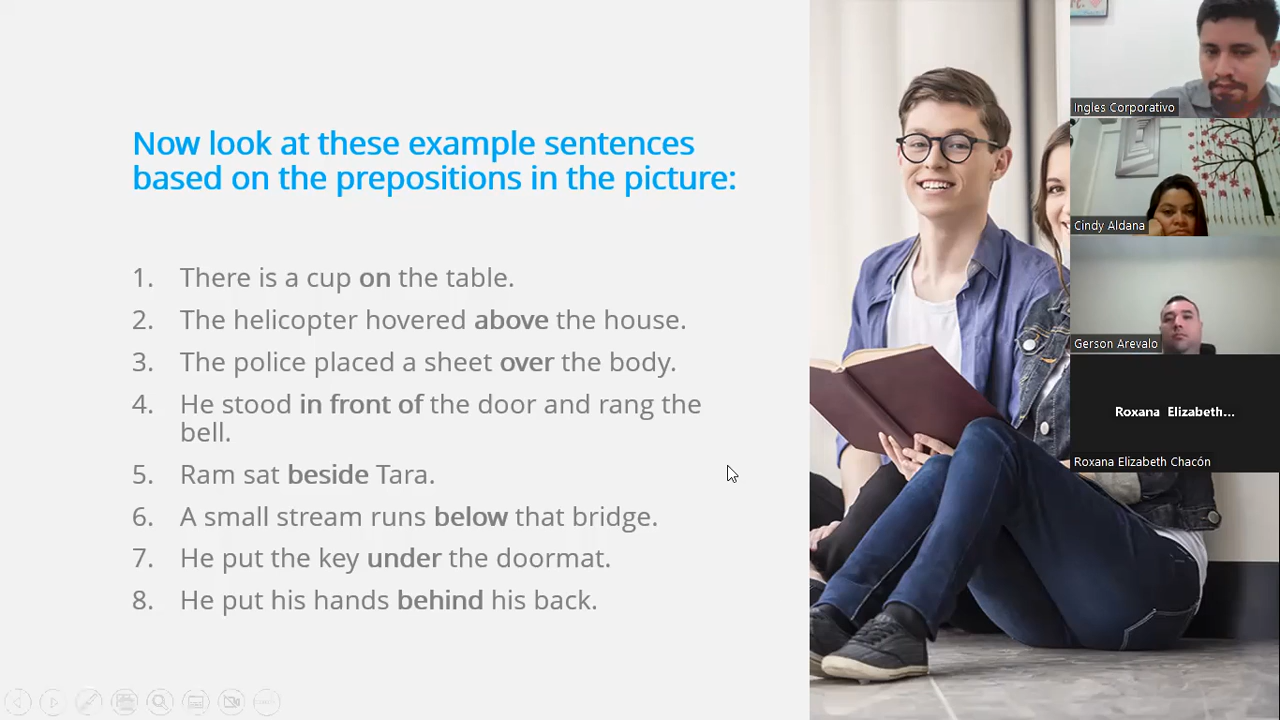 Now look at these example sentences
based on the prepositions in the picture:
1. There is a cup on the table.
2. The helicopter hovered above the house.
3. The police placed a sheet over the body.
4. He stood in front of the door and rang the
bell.
5. Ram sat beside Tara.
6. A small stream runs below that bridge.
7. He put the key under the doormat.
8. He put his hands behind his back.
Ingles Corporativo
Cindy Aldana
Gerson Arevalo
Roxana Elizabeth...
Roxana Elizabeth Chacón